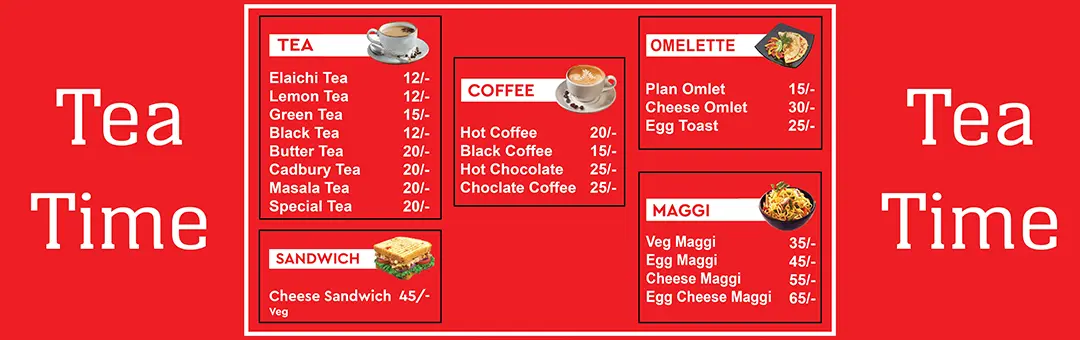 Tea
Time
TEA
Elaichi Tea 12/-
Lemon Tea 12/-
Green Tea 15/-
Black Tea 12/-
Butter Tea 20/-
Cadbury Tea 20/-
Masala Tea 20/-
Special Tea 20/-
SANDWICH
Cheese Sandwich 45/-
Veg
COFFEE
Hot Coffee 20/-
Black Coffee 15/-
Hot Chocolate 25/-
Choclate Coffee 25/-
OMELETTE
Plan Omlet 15/-
Cheese Omlet 30/-
Egg Toast 25/-
MAGGI
Veg Maggi 35/-
Egg Maggi 45/-
Cheese Maggi 55/-
Egg Cheese Maggi 65/-
Tea
Time